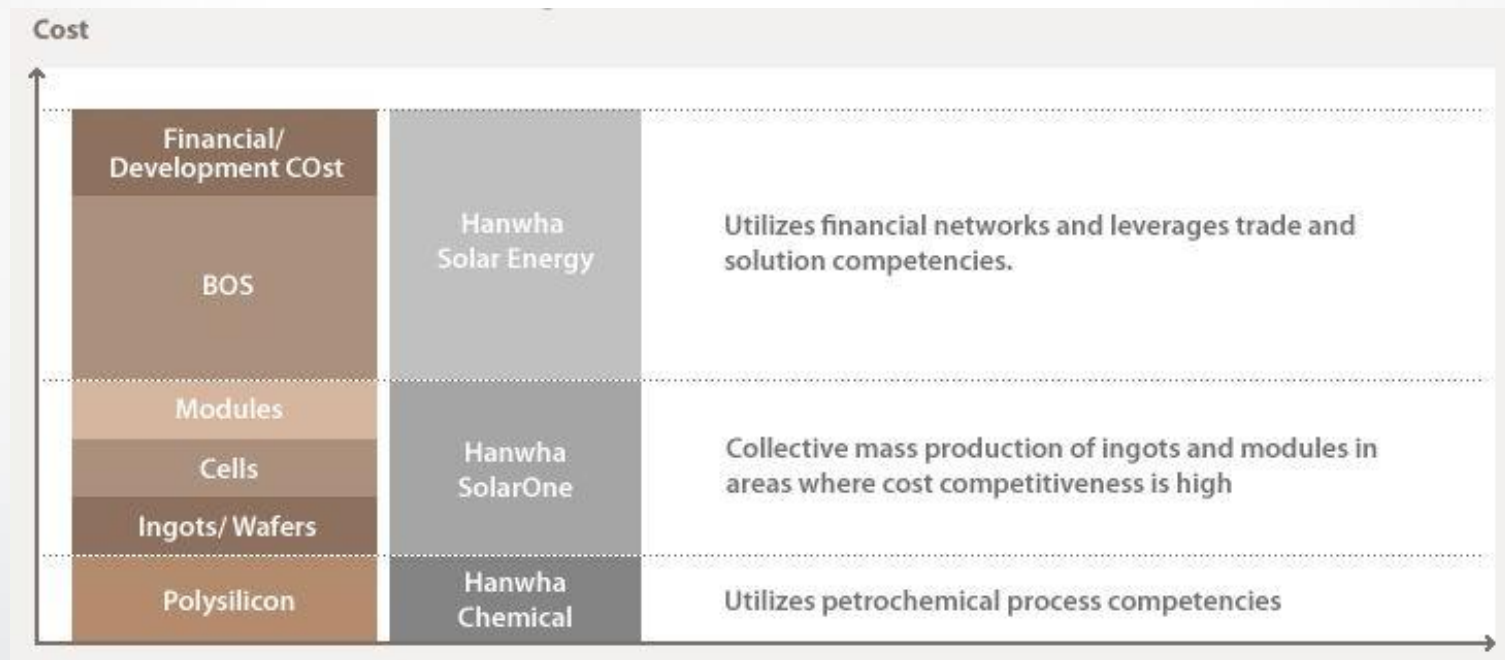 Cost
Financial/
Development COst
BOS
Hanwha
Solar Energy
Utilizes financial networks and leverages trade and
solution competencies.
Modules
Cells
Ingots/ Wafers
Hanwha
SolarOne
Collective mass production of ingots and modules in
areas where cost competitiveness is high
Polysilicon
Hanwha
Chemical
Utilizes petrochemical process competencies